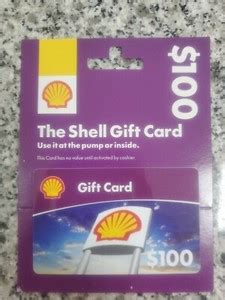 $100
The Shell Gift Card
Use it at the pump or inside.
This Card has no value until activated by cashier.
Gift Card
$100